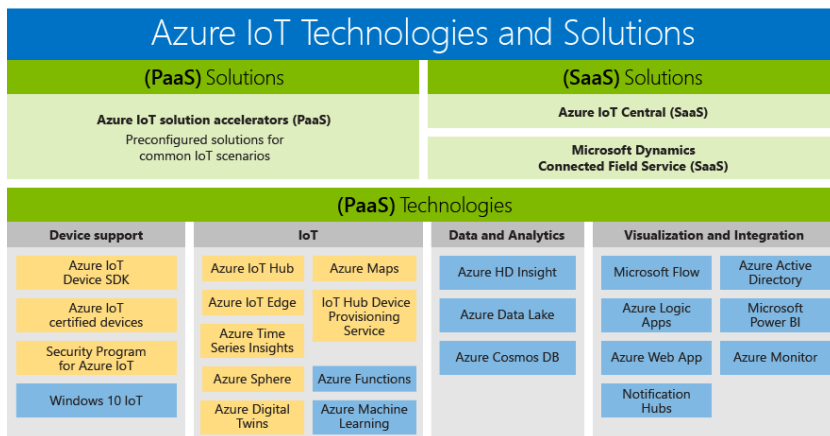 Azure IoT Technologies and Solutions
(PaaS) Solutions
(SaaS) Solutions
Azure IoT solution accelerators (PaaS)
Preconfigured solutions for
common IoT scenarios
Azure IoT Central (SaaS)
Microsoft Dynamics
Connected Field Service (SaaS)
(PaaS) Technologies
Device support
Azure IoT
Device SDK
Azure IoT
certified devices
Security Program
for Azure IoT
Windows 10 IoT
IoT
Azure IoT Hub
Azure Maps
Azure IoT Edge
IoT Hub Device
Provisioning
Service
Azure Time
Series Insights
Azure Sphere
Azure Functions
Azure Digital
Twins
Azure Machine
Learning
Data and Analytics
Azure HD Insight
Azure Data Lake
Azure Cosmos DB
Visualization and Integration
Microsoft Flow
Azure Active
Directory
Azure Logic
Apps
Microsoft
Power BI
Azure Web App
Azure Monitor
Notification
Hubs